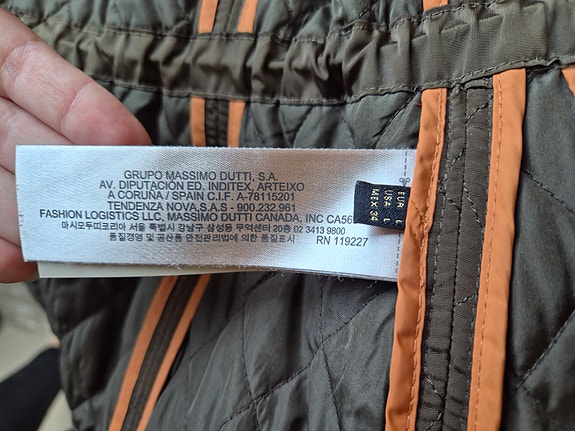 GRUPO MASSIMO DUTTI, S.A.
AV. DIPUTACIÓN ED. INDITEX, ARTEIXO
A CORUÑA / SPAIN C.I.F. A-78115201
TENDENZA NOVA,S.A.S - 900.232.961
FASHION LOGISTICS LLC, MASSIMO DUTTI CANADA, INC CA56
마시모두띠코리아 서울 특별시 강남구 삼성동 무역센터 20층 02 3413 9800
품질경영 및 공산품 안전관리법에 의한 품질표시 RN 119227
EUR L
USA L
MEX 34